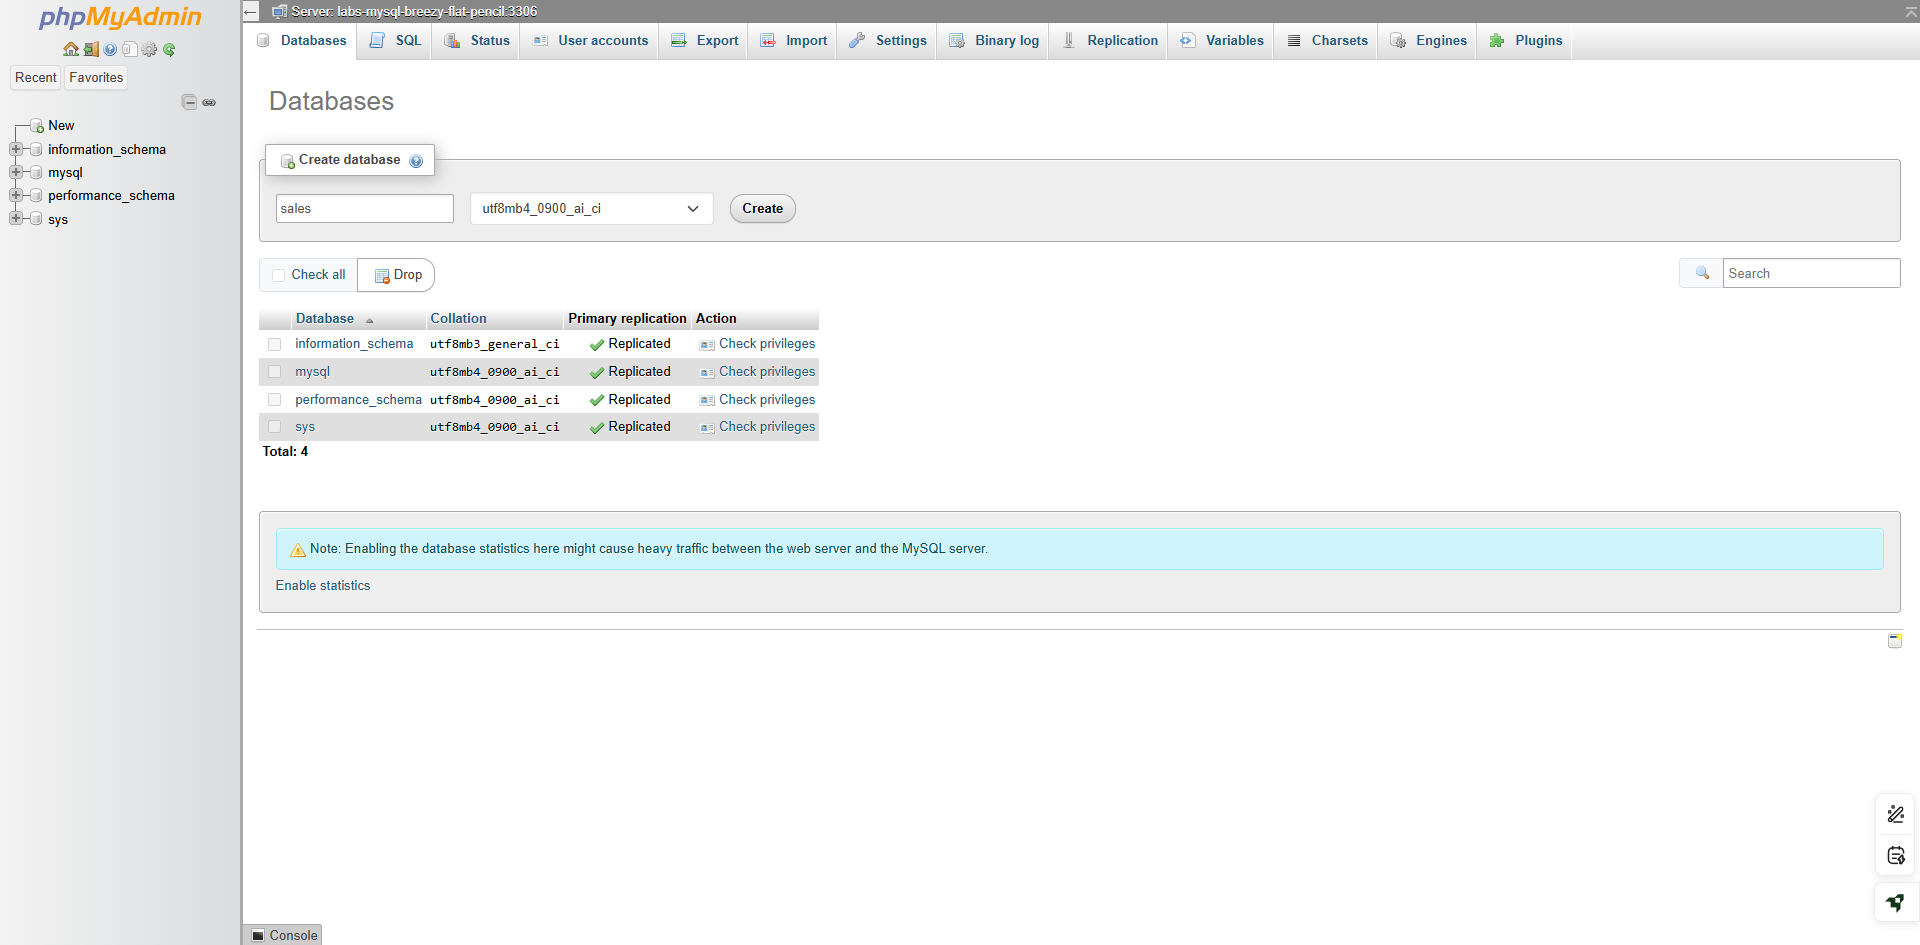 phpMyAdmin
Recent Favorites
New
information_schema
mysql
performance_schema
sys
Server: labs-mysql-breezy-flat-pencil:3306
Databases SQL Status User accounts Export Import Settings Binary log Replication Variables Charsets Engines Plugins
Databases
Create database
sales utf8mb4_0900_ai_ci Create
Check all Drop Search
Database Collation Primary replication Action
information_schema utf8mb3_general_ci Replicated Check privileges
mysql utf8mb4_0900_ai_ci Replicated Check privileges
performance_schema utf8mb4_0900_ai_ci Replicated Check privileges
sys utf8mb4_0900_ai_ci Replicated Check privileges
Total: 4
Note: Enabling the database statistics here might cause heavy traffic between the web server and the MySQL server.
Enable statistics
Console